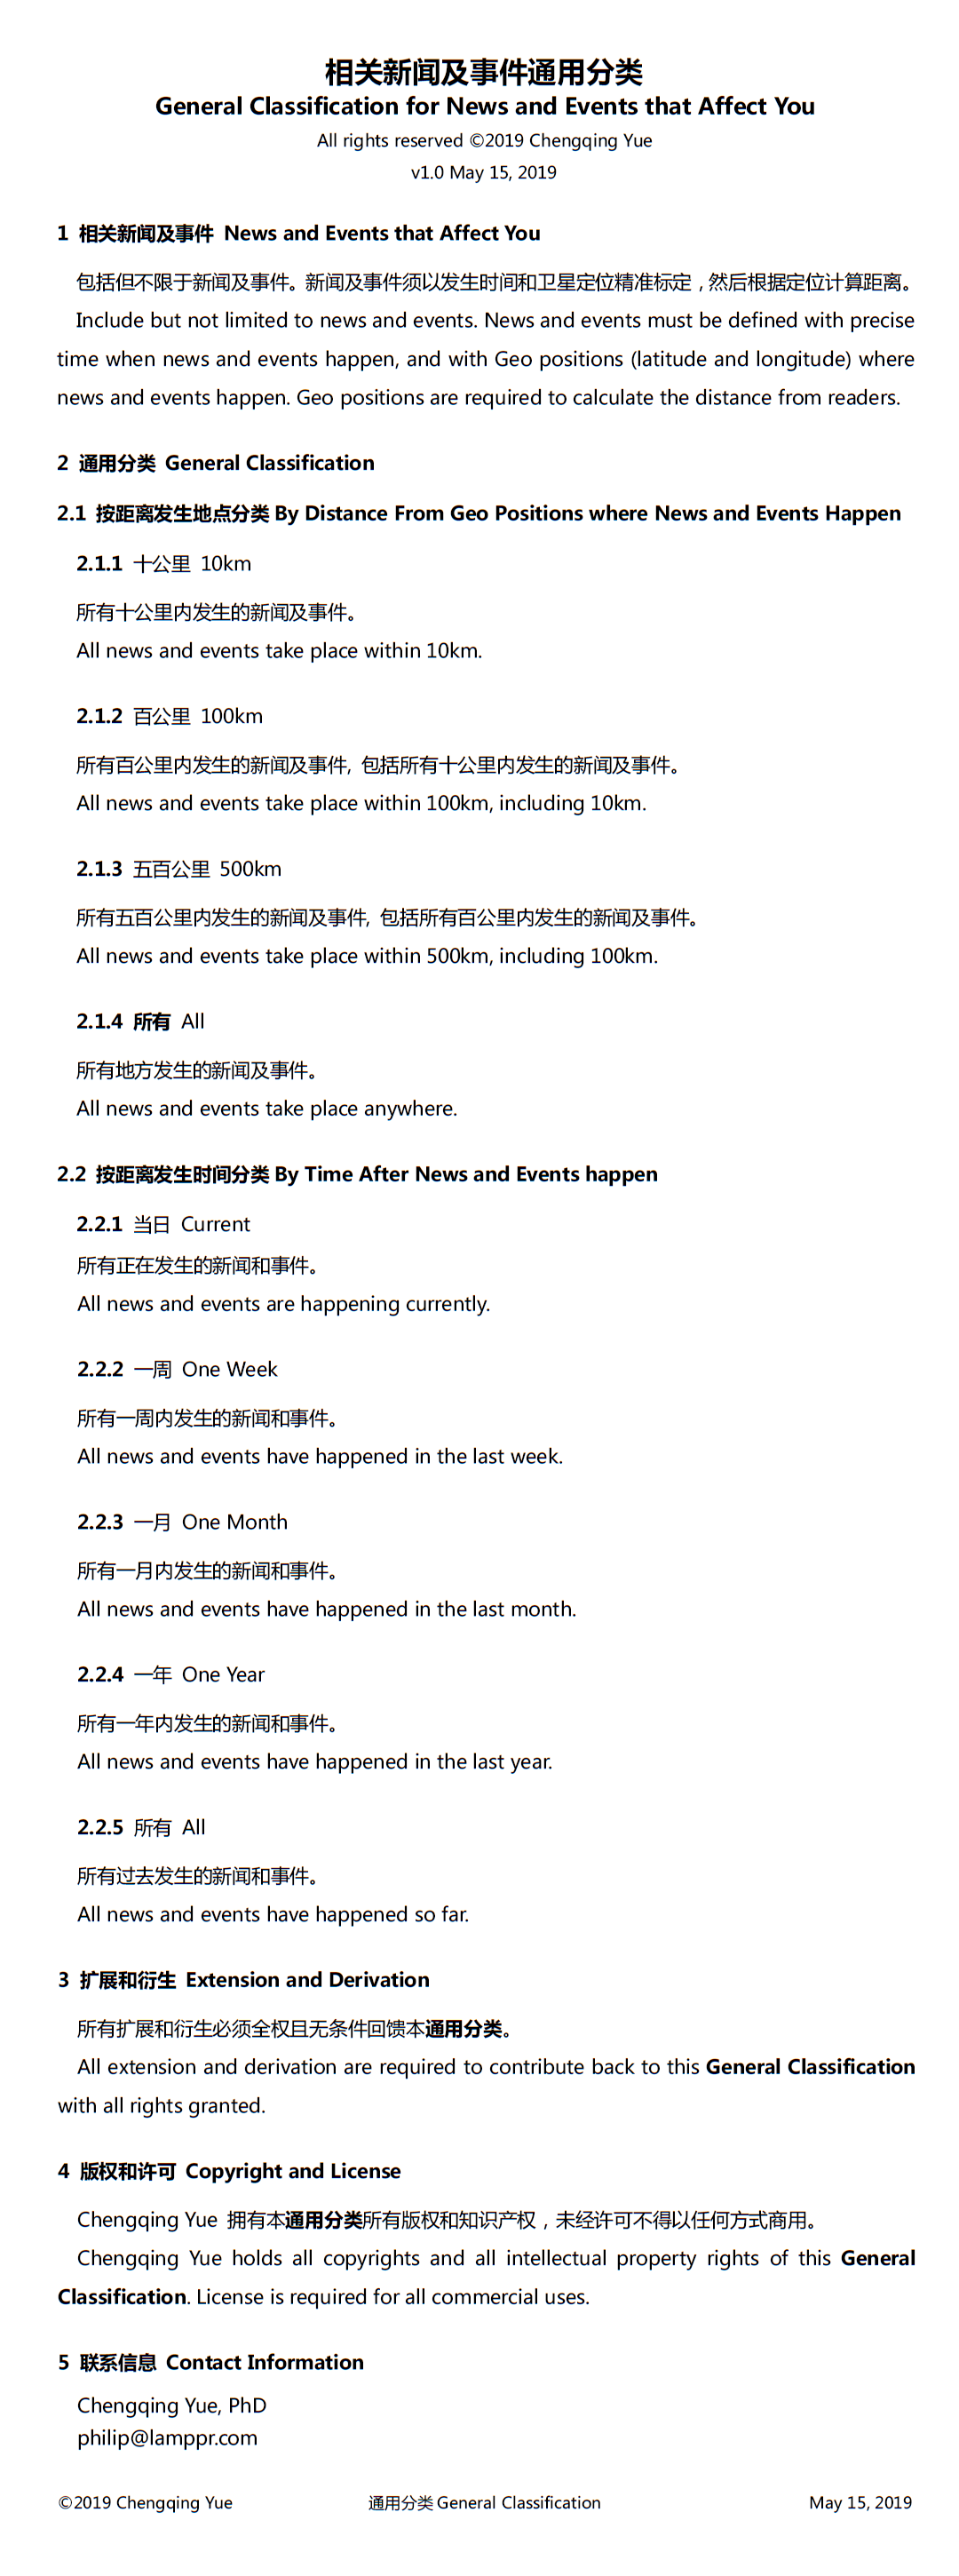 相关新闻及事件通用分类
General Classification for News and Events that Affect You
All rights reserved ©2019 Chengqing Yue
v1.0 May 15, 2019
1 相关新闻及事件 News and Events that Affect You
包括但不限于新闻及事件。新闻及事件须以发生时间和卫星定位精准标定，然后根据定位计算距离。
Include but not limited to news and events. News and events must be defined with precise
time when news and events happen, and with Geo positions (latitude and longitude) where
news and events happen. Geo positions are required to calculate the distance from readers.
2 通用分类 General Classification
2.1 按距离发生地点分类 By Distance From Geo Positions where News and Events Happen
2.1.1 十公里 10km
所有十公里内发生的新闻及事件。
All news and events take place within 10km.
2.1.2 百公里 100km
所有百公里内发生的新闻及事件, 包括所有十公里内发生的新闻及事件。
All news and events take place within 100km, including 10km.
2.1.3 五百公里 500km
所有五百公里内发生的新闻及事件, 包括所有百公里内发生的新闻及事件。
All news and events take place within 500km, including 100km.
2.1.4 所有 All
所有地方发生的新闻及事件。
All news and events take place anywhere.
2.2 按距离发生时间分类 By Time After News and Events happen
2.2.1 当日 Current
所有正在发生的新闻和事件。
All news and events are happening currently.
2.2.2 一周 One Week
所有一周内发生的新闻和事件。
All news and events have happened in the last week.
2.2.3 一月 One Month
所有一月内发生的新闻和事件。
All news and events have happened in the last month.
2.2.4 一年 One Year
所有一年内发生的新闻和事件。
All news and events have happened in the last year.
2.2.5 所有 All
所有过去发生的新闻和事件。
All news and events have happened so far.
3 扩展和衍生 Extension and Derivation
所有扩展和衍生必须全权且无条件回馈本通用分类。
All extension and derivation are required to contribute back to this General Classification
with all rights granted.
4 版权和许可 Copyright and License
Chengqing Yue 拥有本通用分类所有版权和知识产权，未经许可不得以任何方式商用。
Chengqing Yue holds all copyrights and all intellectual property rights of this General
Classification. License is required for all commercial uses.
5 联系信息 Contact Information
Chengqing Yue, PhD
philip@lamppr.com
©2019 Chengqing Yue 通用分类 General Classification May 15, 2019